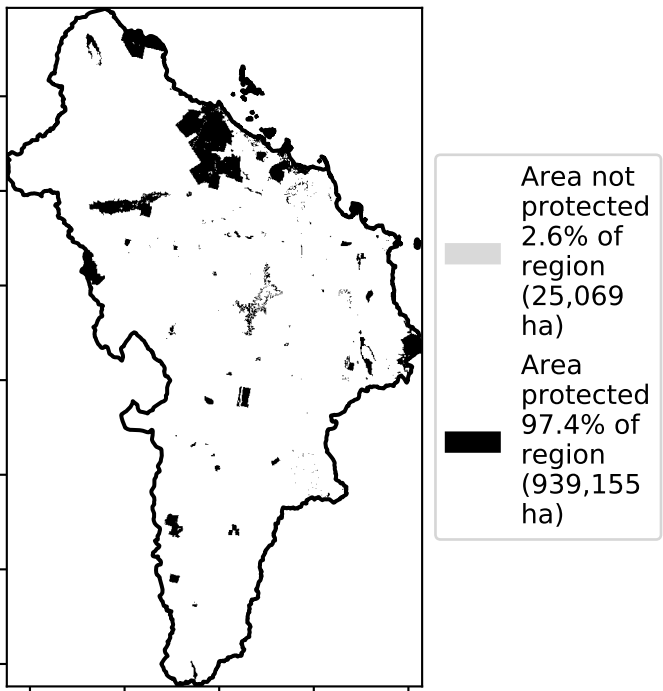 Area not
protected
2.6% of
region
(25,069
ha)
Area
protected
97.4% of
region
(939,155
ha)